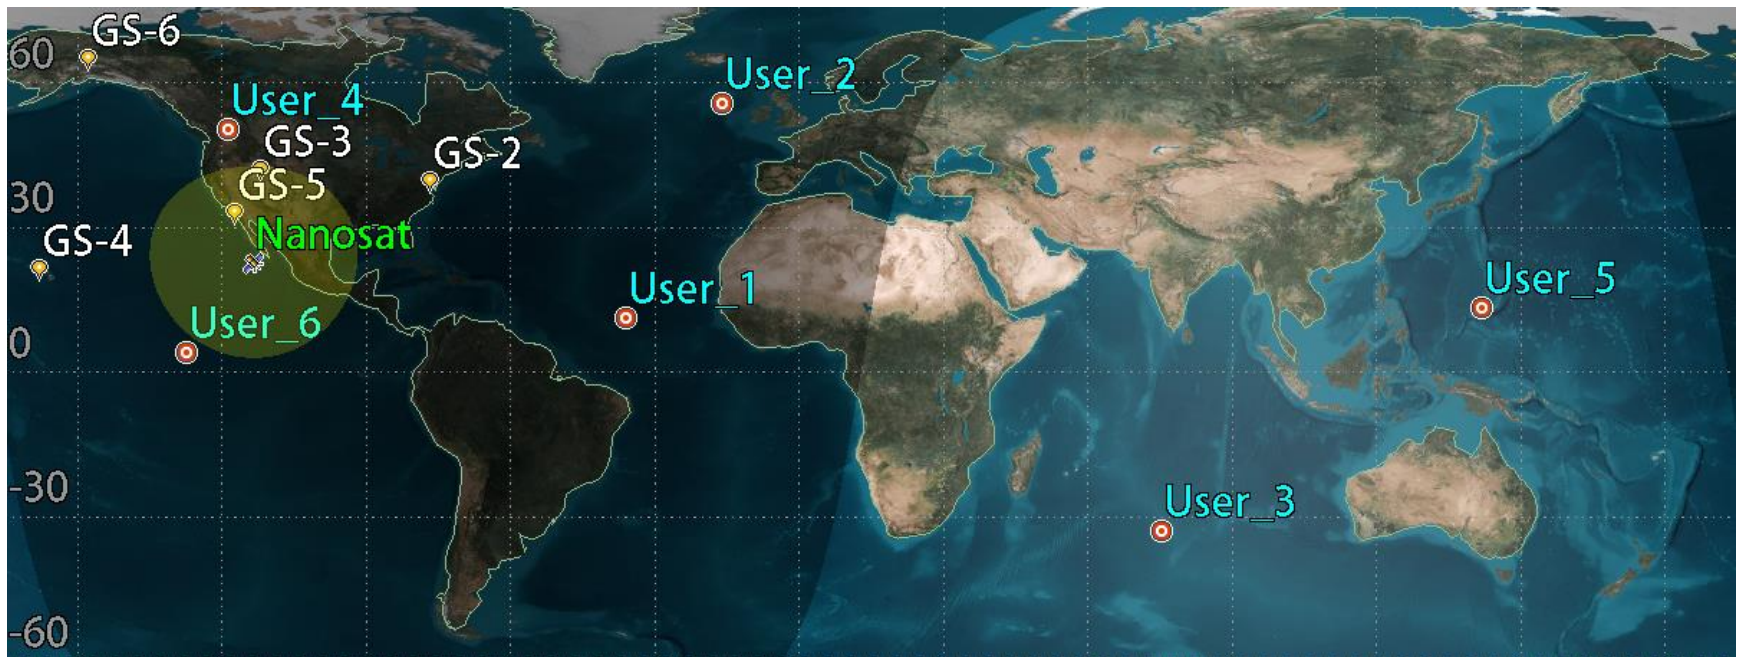 GS-6
60
User_2
User_4
GS-3
GS-2
GS-5
30
Nanosat
GS-4
User_5
User_1
User_6
0
-30
User_3
-60